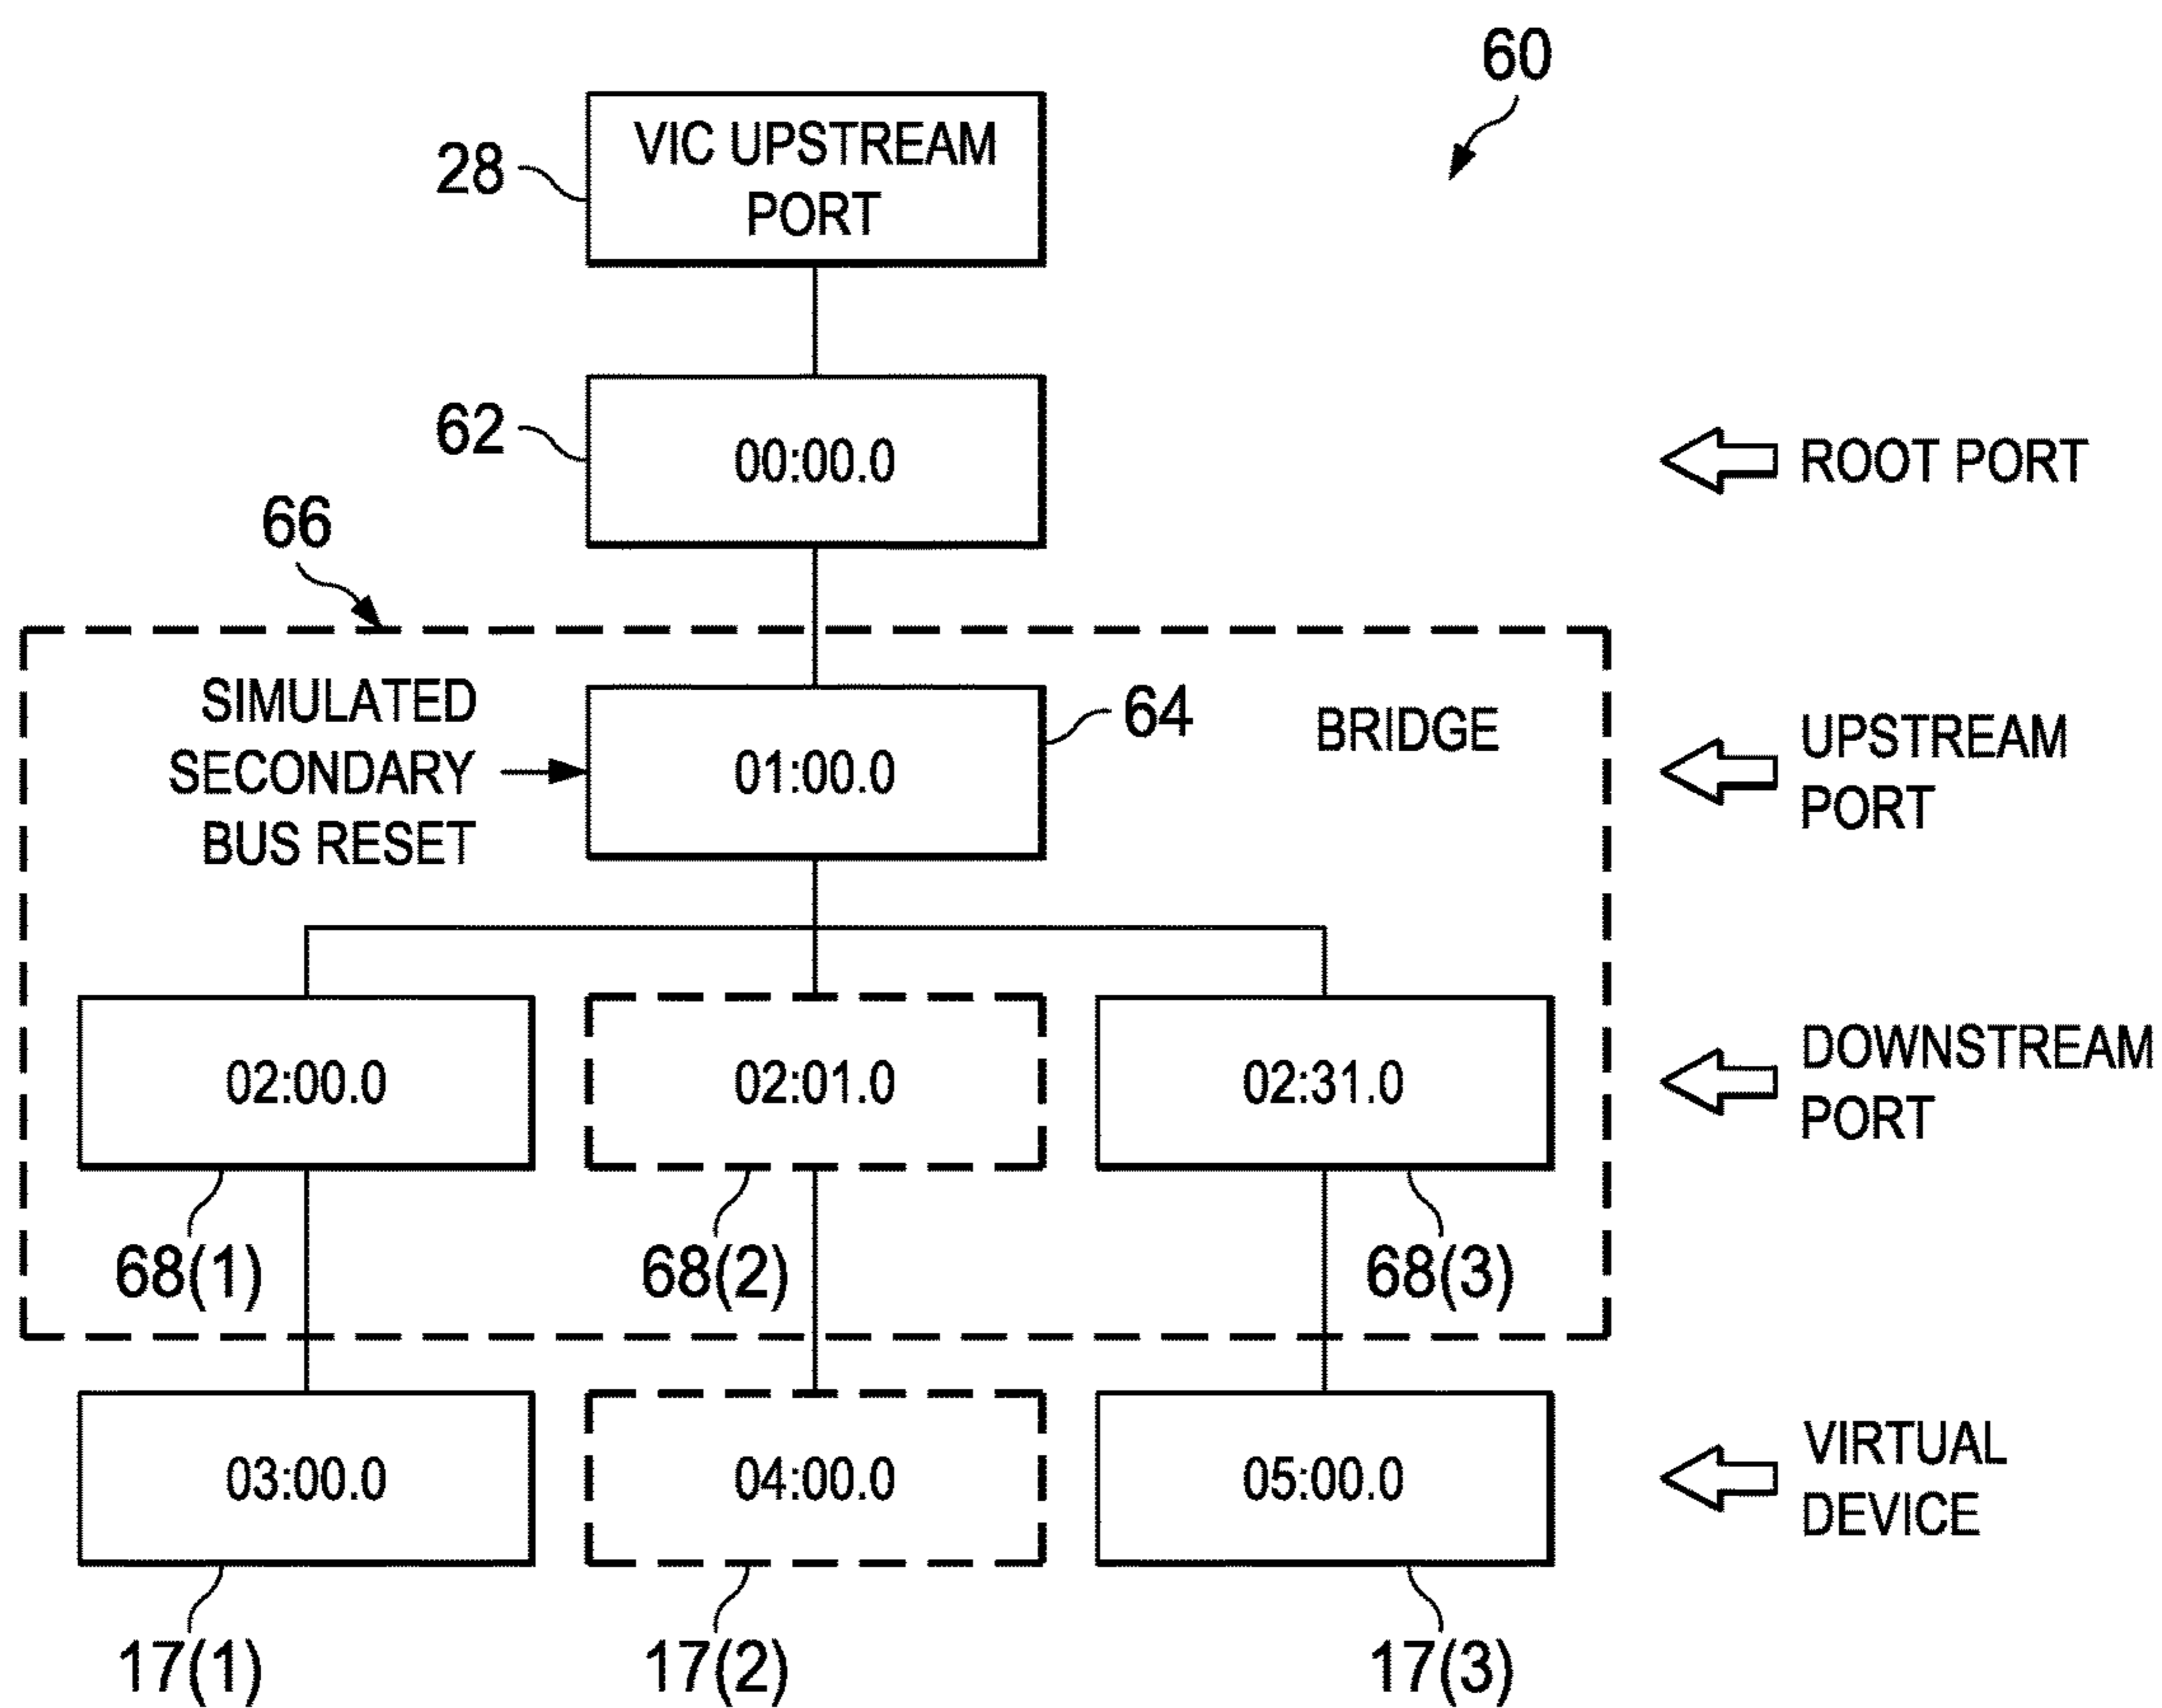 60
VIC UPSTREAM
PORT
28
62
00:00.0
ROOT PORT
66
SIMULATED
SECONDARY
BUS RESET
01:00.0
64
BRIDGE
UPSTREAM
PORT
02:00.0
02:01.0
02:31.0
DOWNSTREAM
PORT
68(1)
68(2)
68(3)
03:00.0
04:00.0
05:00.0
VIRTUAL
DEVICE
17(1)
17(2)
17(3)